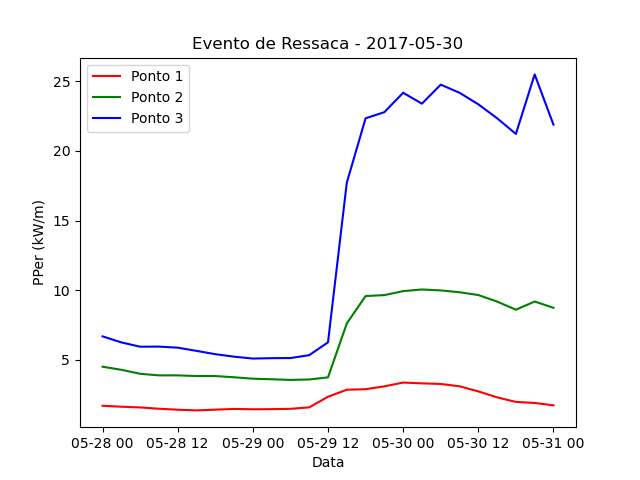 Evento de Ressaca - 2017-05-30
Ponto 1
Ponto 2
Ponto 3
PPer (kW/m)
25
20
15
10
5
05-28 00 05-28 12 05-29 00 05-29 12 05-30 00 05-30 12 05-31 00
Data